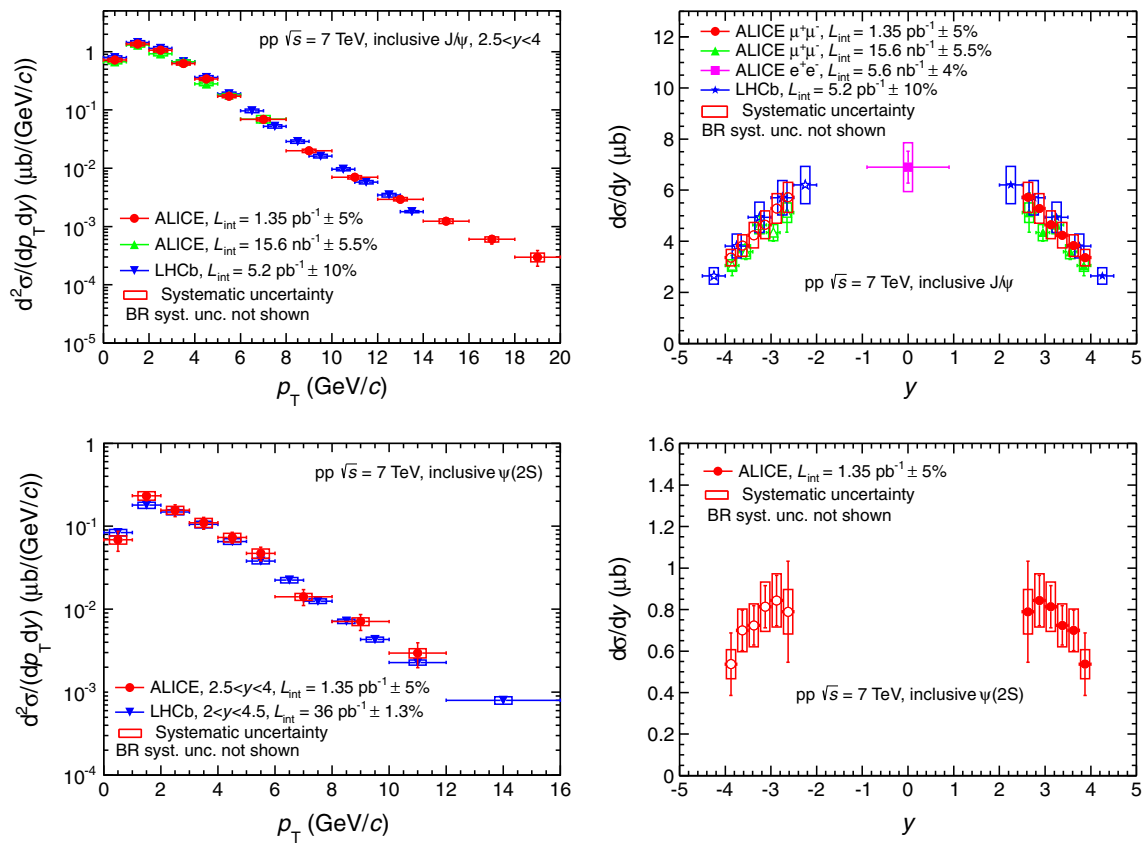 pp √s = 7 TeV, inclusive J/ψ, 2.5<y<4
d²σ/(dp_T dy) (μb/(GeV/c))
1
10⁻¹
10⁻²
10⁻³
10⁻⁴
10⁻⁵
ALICE, L_int = 1.35 pb⁻¹ ± 5%
ALICE, L_int = 15.6 nb⁻¹ ± 5.5%
LHCb, L_int = 5.2 pb⁻¹ ± 10%
Systematic uncertainty
BR syst. unc. not shown
0 2 4 6 8 10 12 14 16 18 20
p_T (GeV/c)
ALICE μ⁺μ⁻, L_int = 1.35 pb⁻¹ ± 5%
ALICE μ⁺μ⁻, L_int = 15.6 nb⁻¹ ± 5.5%
ALICE e⁺e⁻, L_int = 5.6 nb⁻¹ ± 4%
LHCb, L_int = 5.2 pb⁻¹ ± 10%
Systematic uncertainty
BR syst. unc. not shown
dσ/dy (μb)
12
10
8
6
4
2
0
pp √s = 7 TeV, inclusive J/ψ
-5 -4 -3 -2 -1 0 1 2 3 4 5
y
pp √s = 7 TeV, inclusive ψ(2S)
d²σ/(dp_T dy) (μb/(GeV/c))
1
10⁻¹
10⁻²
10⁻³
10⁻⁴
ALICE, 2.5<y<4, L_int = 1.35 pb⁻¹ ± 5%
LHCb, 2<y<4.5, L_int = 36 pb⁻¹ ± 1.3%
Systematic uncertainty
BR syst. unc. not shown
0 2 4 6 8 10 12 14 16
p_T (GeV/c)
ALICE, L_int = 1.35 pb⁻¹ ± 5%
Systematic uncertainty
BR syst. unc. not shown
dσ/dy (μb)
1.6
1.4
1.2
1
0.8
0.6
0.4
0.2
0
pp √s = 7 TeV, inclusive ψ(2S)
-5 -4 -3 -2 -1 0 1 2 3 4 5
y